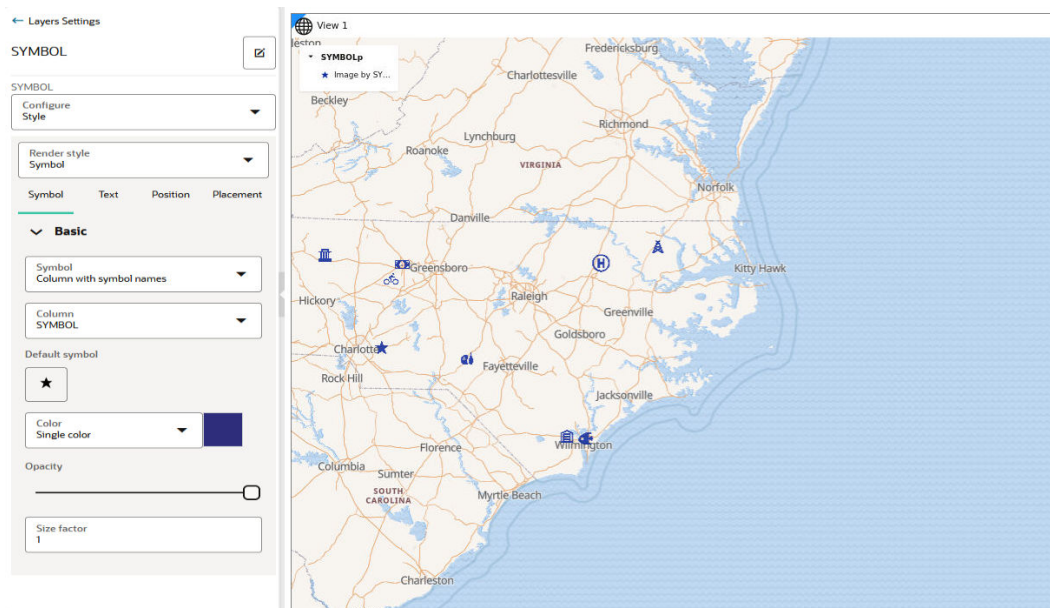 ← Layers Settings
SYMBOL
SYMBOL
Configure
Style
Render style
Symbol
Symbol Text Position Placement
Basic
Symbol
Column with symbol names
Column
SYMBOL
Default symbol
Color
Single color
Opacity
Size factor
1
View 1
SYMBOLp
Image by SY...
leston
Fredericksburg
Charlottesville
Beckley
Richmond
Lynchburg
Roanoke
VIRGINIA
Norfolk
Danville
Greensboro
Kitty Hawk
Hickory
Raleigh
Greenville
Goldsboro
Charlotte
Fayetteville
Rock Hill
Jacksonville
Wilmington
Florence
Columbia
Sumter
SOUTH
CAROLINA
Myrtle Beach
Charleston